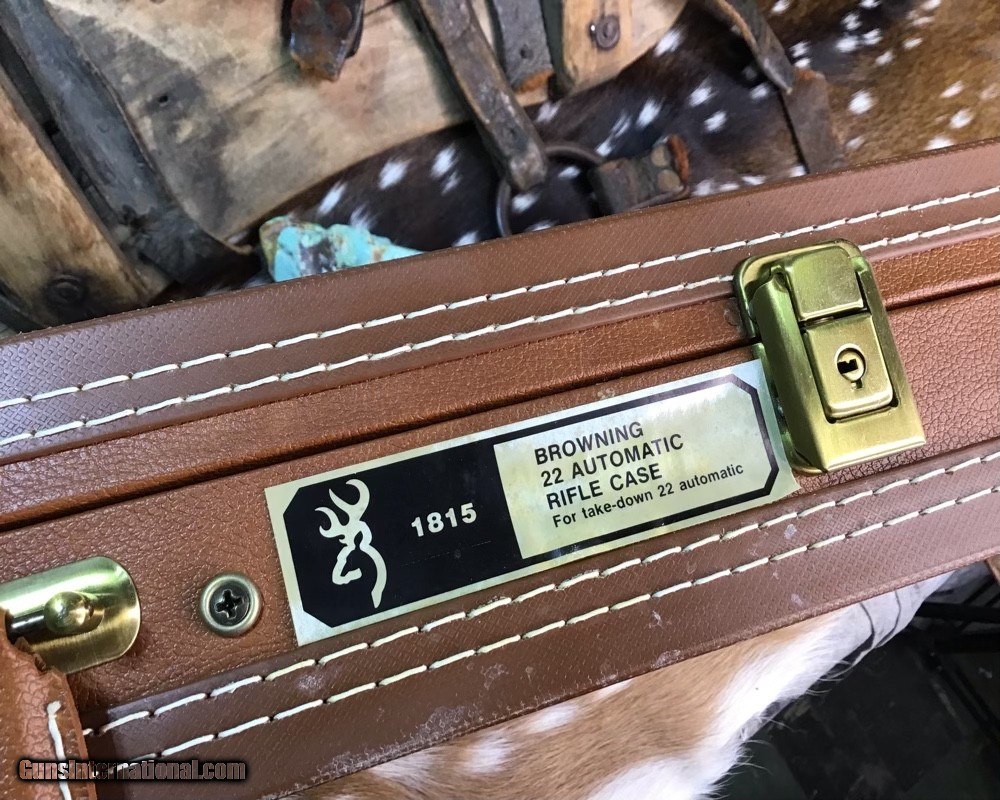 1815
BROWNING
22 AUTOMATIC
RIFLE CASE
For take-down 22 automatic
GunsInternational.com